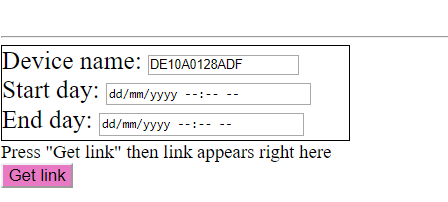 Device name: DE10A0128ADF
Start day: dd/mm/yyyy --:-- --
End day: dd/mm/yyyy --:-- --
Press "Get link" then link appears right here
Get link